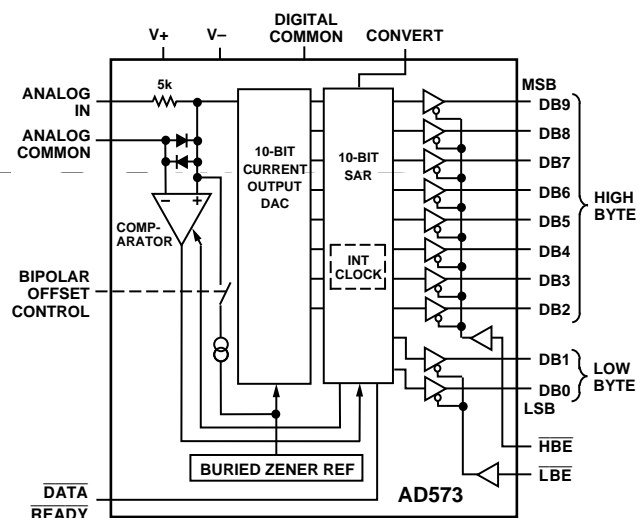 V+
V−
DIGITAL
COMMON
CONVERT
ANALOG
IN
5k
ANALOG
COMMON
−
+
COMP-
ARATOR
BIPOLAR
OFFSET
CONTROL
10-BIT
CURRENT
OUTPUT
DAC
10-BIT
SAR
INT
CLOCK
MSB
DB9
DB8
DB7
DB6
DB5
DB4
DB3
DB2
HIGH
BYTE
DB1
DB0
LSB
LOW
BYTE
HBE
LBE
BURIED ZENER REF
AD573
DATA
READY